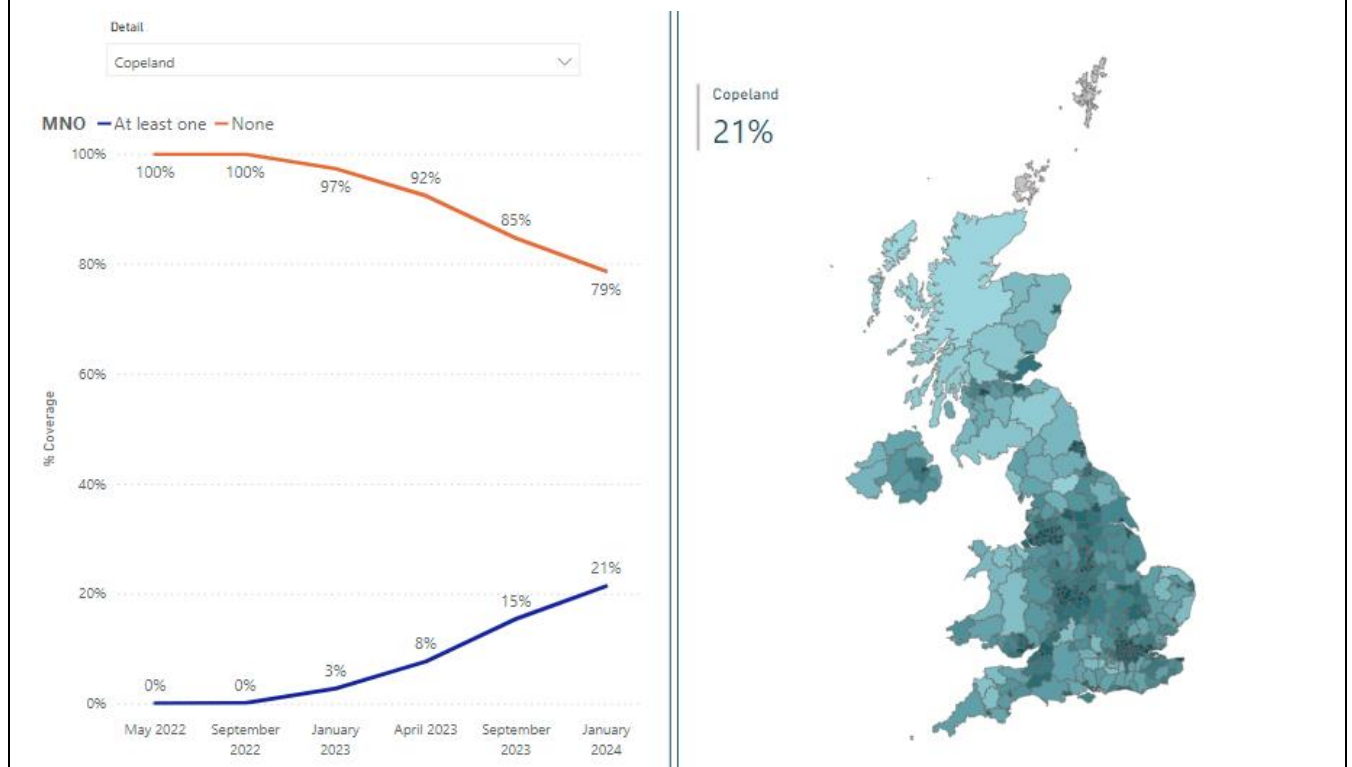 Detail
Copeland
MNO At least one None
100%
80%
60%
40%
20%
0%
% Coverage
100% 100% 97% 92% 85% 79%
0% 0% 3% 8% 15% 21%
May 2022 September 2022 January 2023 April 2023 September 2023 January 2024
Copeland
21%